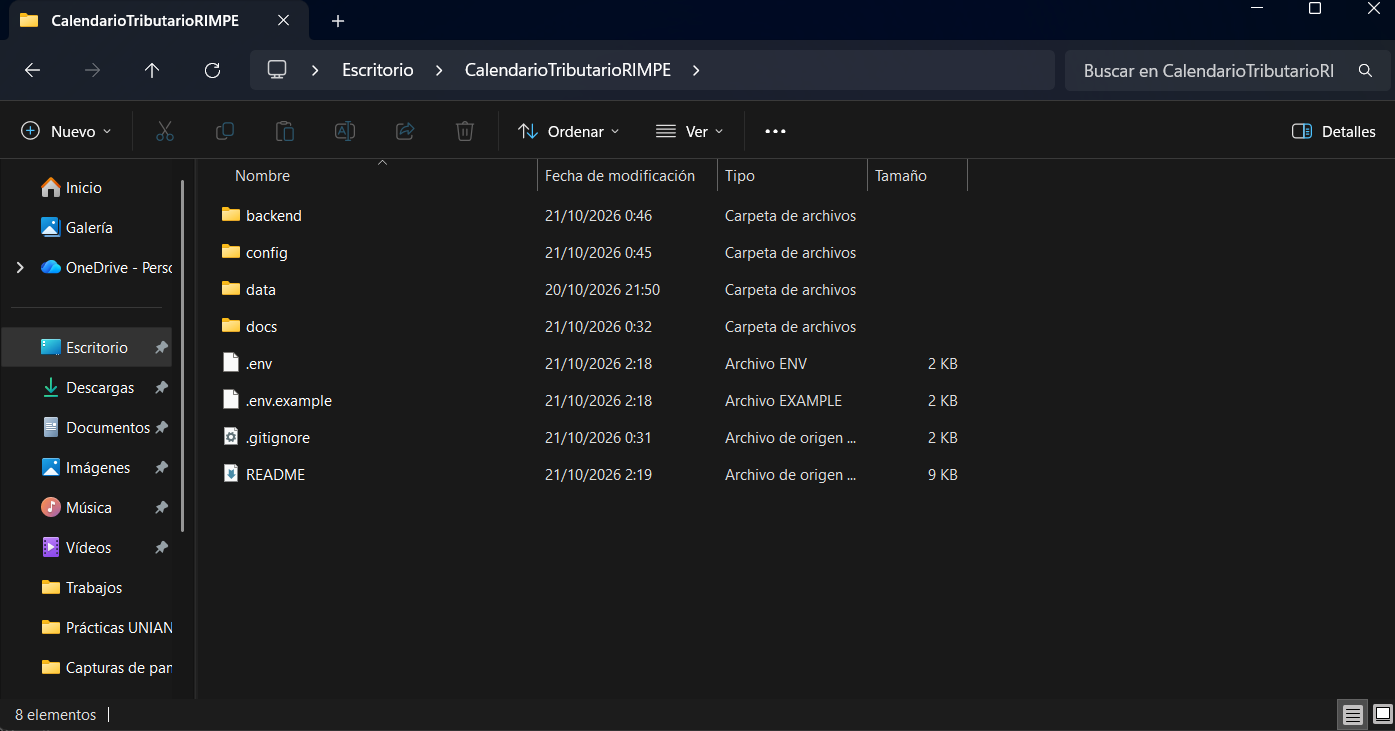 CalendarioTributarioRIMPE
Escritorio CalendarioTributarioRIMPE Buscar en CalendarioTributarioRI
Nuevo Ordenar Ver Detalles
Inicio
Galería
OneDrive - Perso
Escritorio
Descargas
Documentos
Imágenes
Música
Vídeos
Trabajos
Prácticas UNIAN
Capturas de pan
Nombre Fecha de modificación Tipo Tamaño
backend 21/10/2026 0:46 Carpeta de archivos
config 21/10/2026 0:45 Carpeta de archivos
data 20/10/2026 21:50 Carpeta de archivos
docs 21/10/2026 0:32 Carpeta de archivos
.env 21/10/2026 2:18 Archivo ENV 2 KB
.env.example 21/10/2026 2:18 Archivo EXAMPLE 2 KB
.gitignore 21/10/2026 0:31 Archivo de origen ... 2 KB
README 21/10/2026 2:19 Archivo de origen ... 9 KB
8 elementos